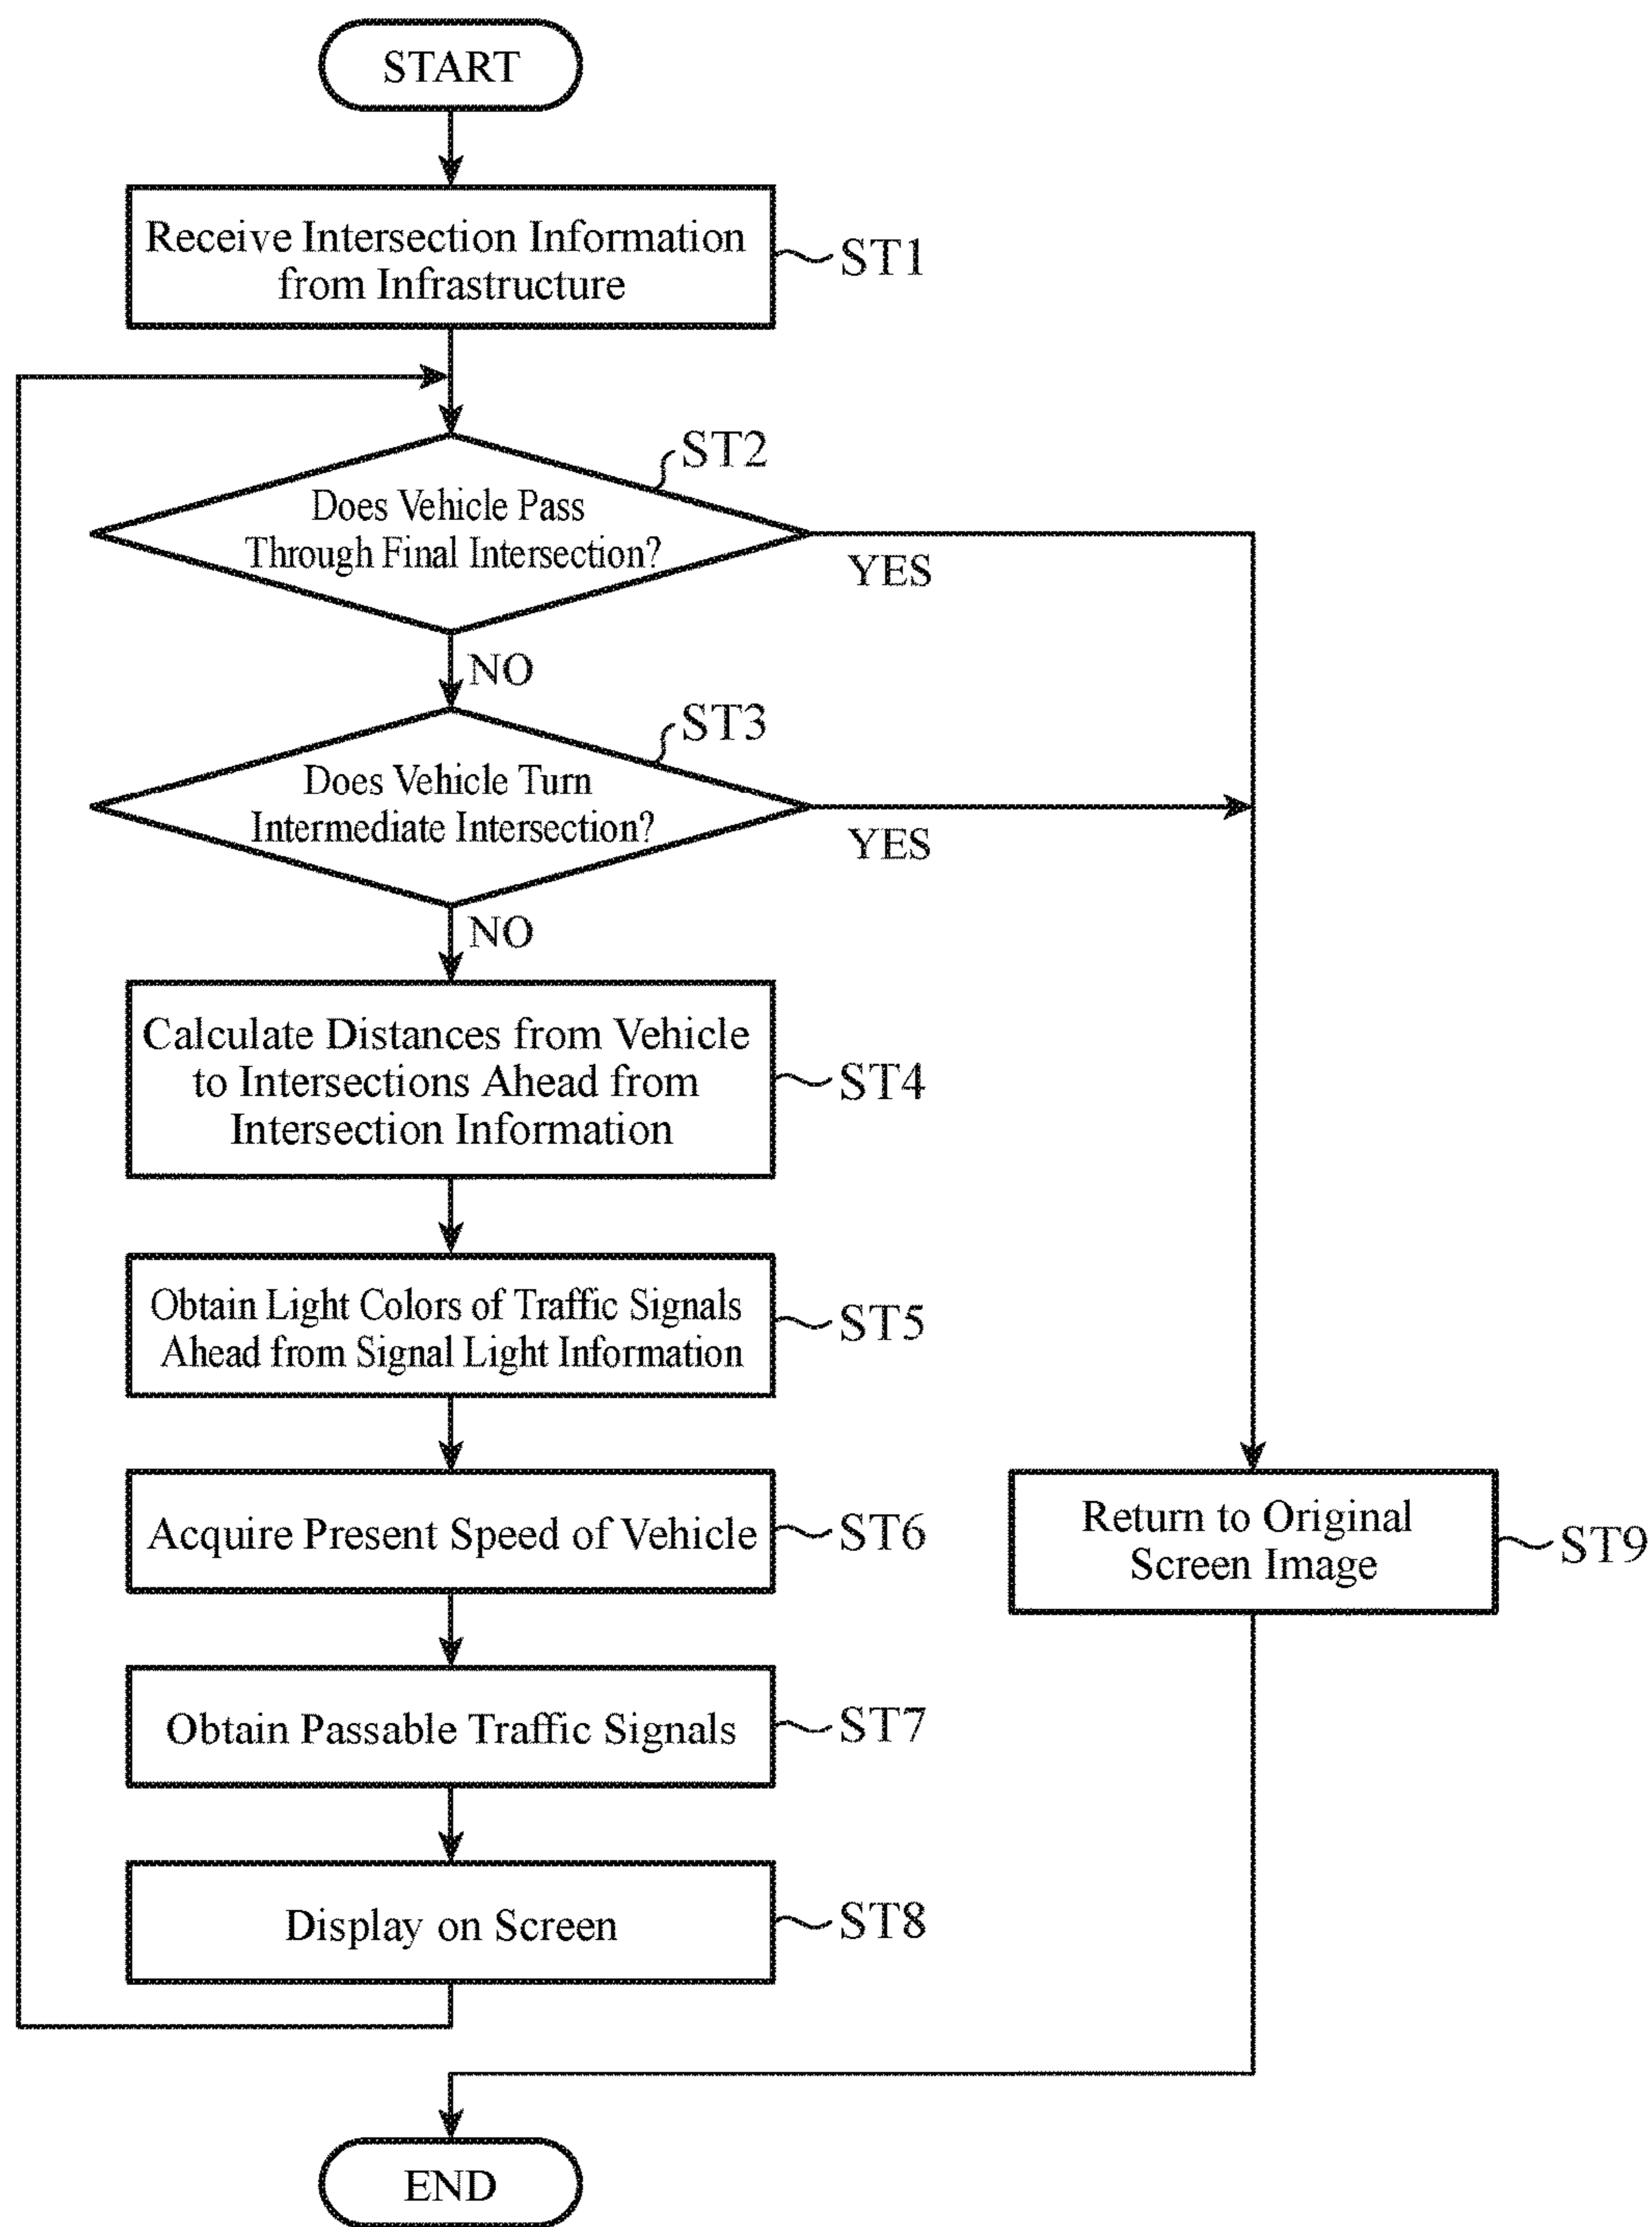 START
Receive Intersection Information
from Infrastructure
ST1
ST2
Does Vehicle Pass
Through Final Intersection?
YES
NO
ST3
Does Vehicle Turn
Intermediate Intersection?
YES
NO
Calculate Distances from Vehicle
to Intersections Ahead from
Intersection Information
ST4
Obtain Light Colors of Traffic Signals
Ahead from Signal Light Information
ST5
Acquire Present Speed of Vehicle
ST6
Return to Original
Screen Image
ST9
Obtain Passable Traffic Signals
ST7
Display on Screen
ST8
END